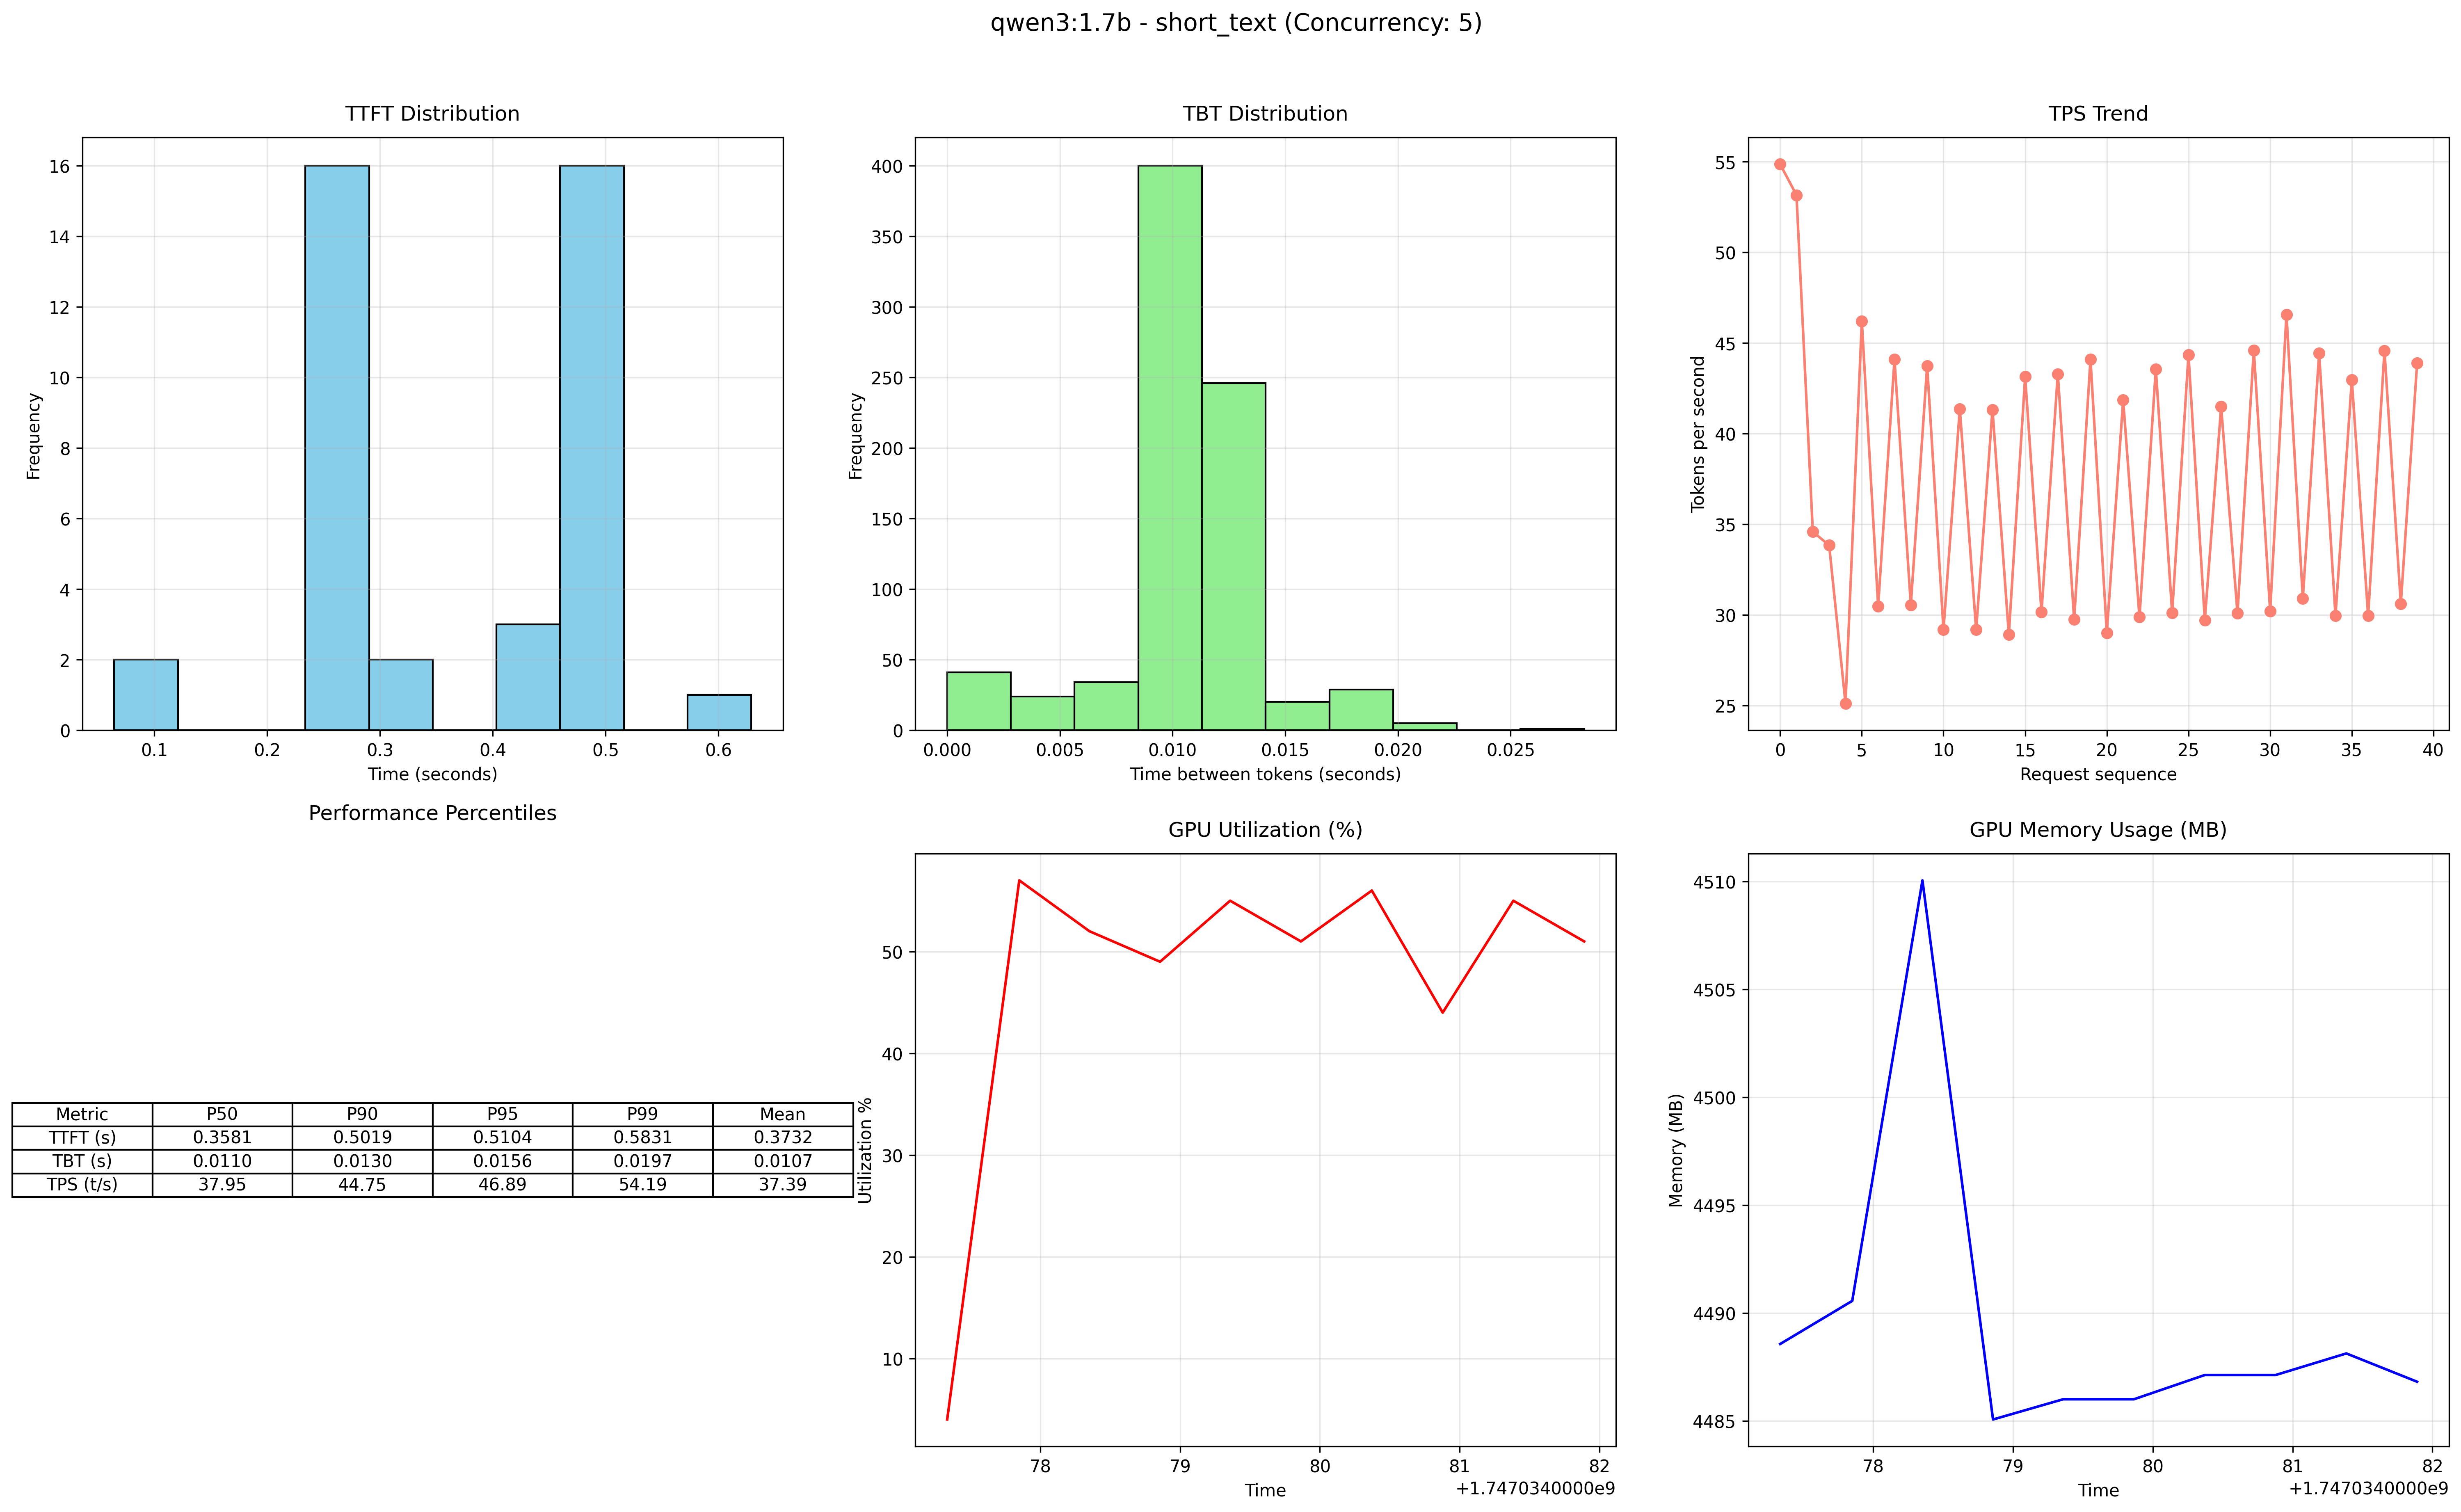 qwen3:1.7b - short_text (Concurrency: 5)
TTFT Distribution
Frequency
16
14
12
10
8
6
4
2
0
0.1 0.2 0.3 0.4 0.5 0.6
Time (seconds)
TBT Distribution
Frequency
400
350
300
250
200
150
100
50
0
0.000 0.005 0.010 0.015 0.020 0.025
Time between tokens (seconds)
TPS Trend
Tokens per second
55
50
45
40
35
30
25
0 5 10 15 20 25 30 35 40
Request sequence
Performance Percentiles
Metric P50 P90 P95 P99 Mean
TTFT (s) 0.3581 0.5019 0.5104 0.5831 0.3732
TBT (s) 0.0110 0.0130 0.0156 0.0197 0.0107
TPS (t/s) 37.95 44.75 46.89 54.19 37.39
GPU Utilization (%)
Utilization %
50
40
30
20
10
78 79 80 81 82
Time
+1.7470340000e9
GPU Memory Usage (MB)
Memory (MB)
4510
4505
4500
4495
4490
4485
78 79 80 81 82
Time
+1.7470340000e9